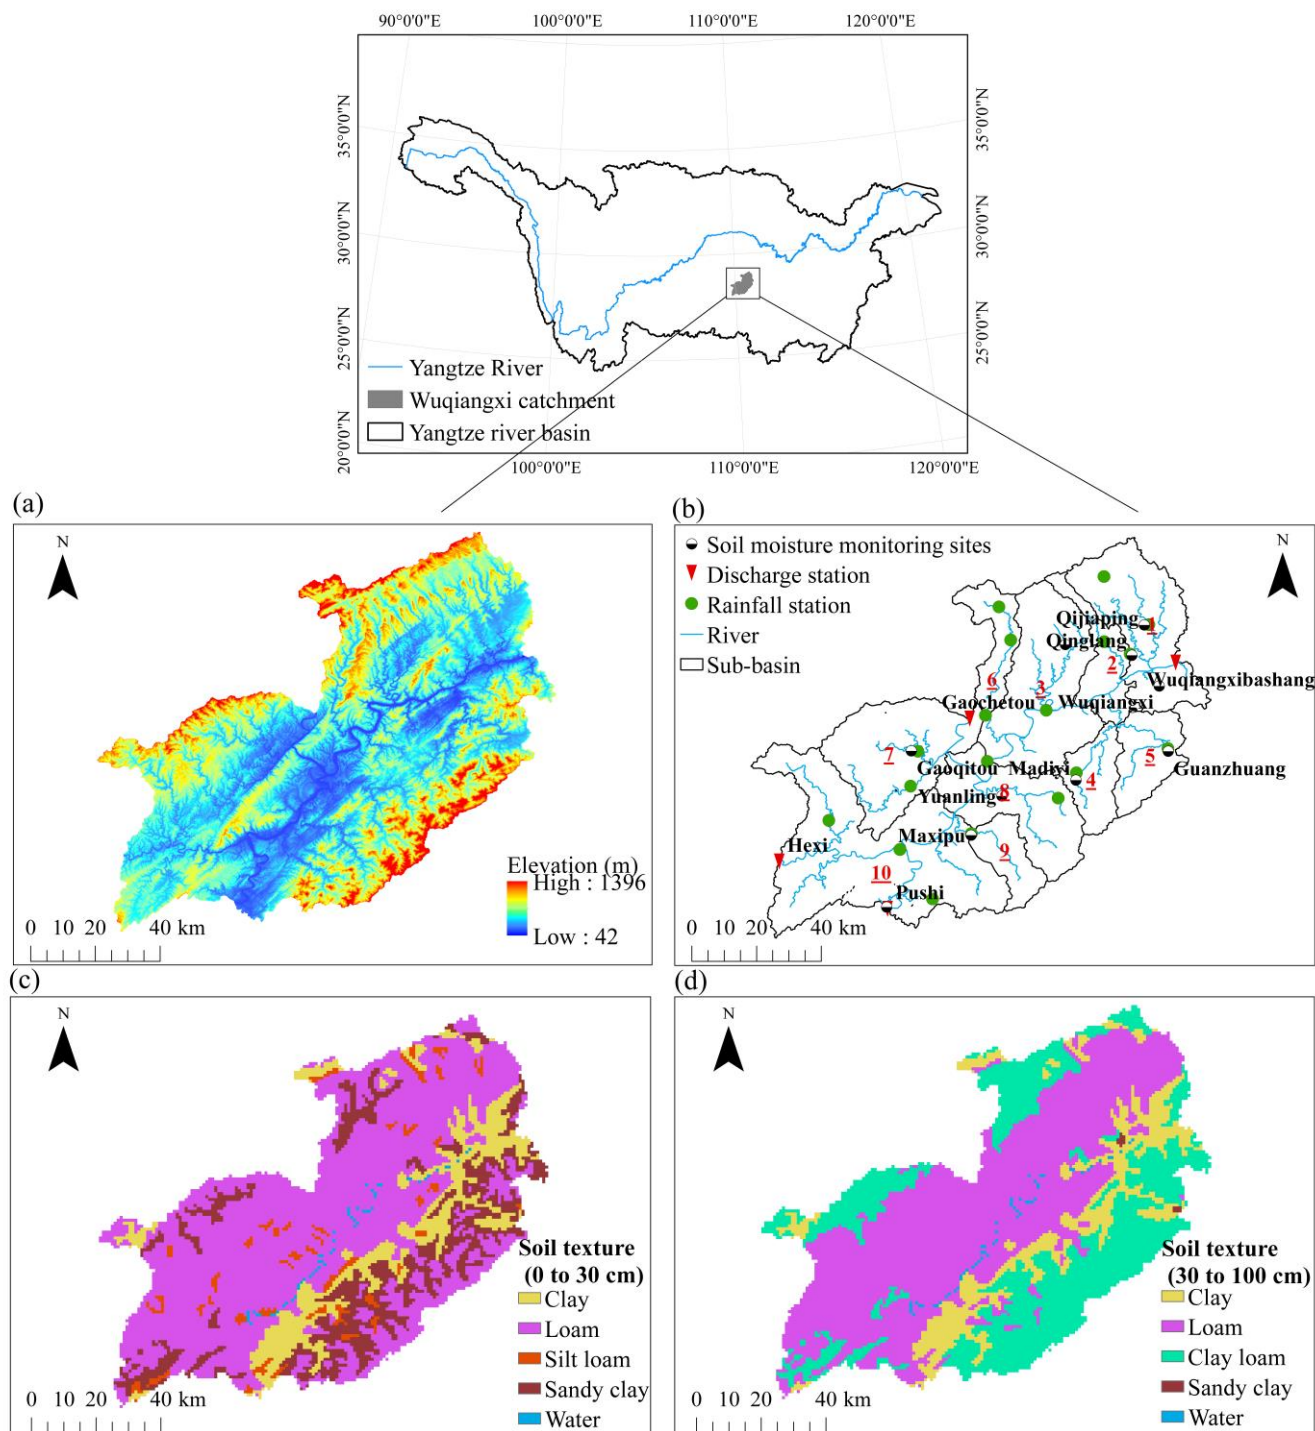 90°0'0"E 100°0'0"E 110°0'0"E 120°0'0"E
35°0'0"N
30°0'0"N
25°0'0"N
20°0'0"N
35°0'0"N
30°0'0"N
25°0'0"N
Yangtze River
Wuqiangxi catchment
Yangtze river basin
100°0'0"E 110°0'0"E 120°0'0"E
(a)
N
Elevation (m)
High : 1396
Low : 42
0 10 20 40 km
(b)
Soil moisture monitoring sites
Discharge station
Rainfall station
River
Sub-basin
N
Qijiaping 1
Qinglang
2
Wuqiangxibashang
6 3
Gaochetou Wuqiangxi
7
Gaoqitou Madiyi 4
5
Guanzhuang
Yuanling 8
Hexi
Maxipu
9
10
Pushi
0 10 20 40 km
(c)
N
Soil texture
(0 to 30 cm)
Clay
Loam
Silt loam
Sandy clay
Water
0 10 20 40 km
(d)
N
Soil texture
(30 to 100 cm)
Clay
Loam
Clay loam
Sandy clay
Water
0 10 20 40 km